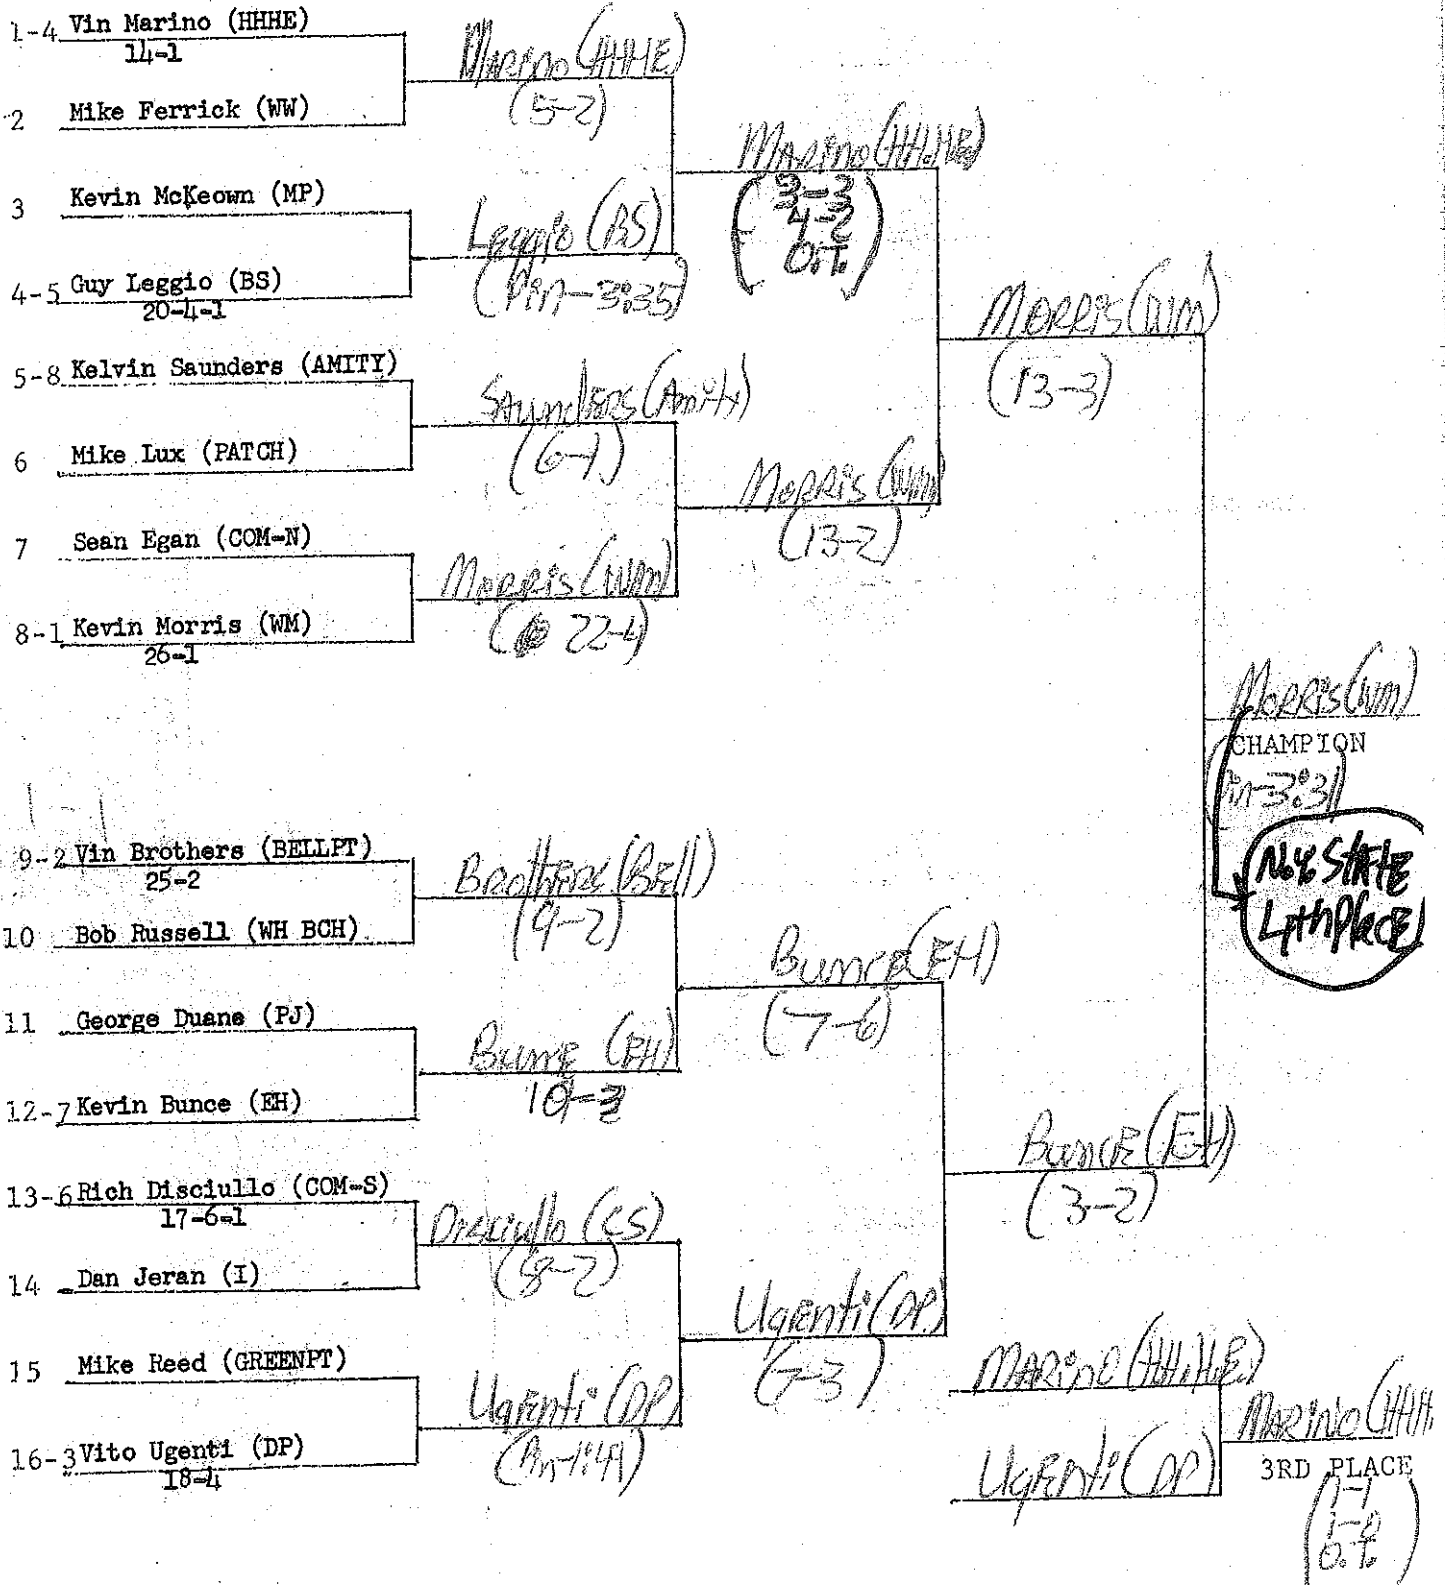 1-4 Vin Marino (HHHE)
14-1
2 Mike Ferrick (WW)
3 Kevin McKeown (MP)
4-5 Guy Leggio (BS)
20-4-1
5-8 Kelvin Saunders (AMITY)
6 Mike Lux (PATCH)
7 Sean Egan (COM-N)
8-1 Kevin Morris (WM)
26-1
9-2 Vin Brothers (BELLPT)
25-2
10 Bob Russell (WH BCH)
11 George Duane (PJ)
12-7 Kevin Bunce (EH)
13-6 Rich Disciullo (COM-S)
17-6-1
14 Dan Jeran (I)
15 Mike Reed (GREENPT)
16-3 Vito Ugenti (DP)
18-4
Marino (HHHE)
(5-2)
Leggio (BS)
(Pin-3:35)
Saunders (Amity)
(6-1)
Morris (WM)
(22-4)
Brothers (Bell)
(9-2)
Bunce (EH)
Disciullo (CS)
(8-2)
Ugenti (DP)
(Pin-1:49)
Marino (HH.HE)
(3-3
4-2
O.T.)
Morris (WM)
(13-2)
Bunce (EH)
(7-6)
Ugenti (DP)
(7-3)
Morris (WM)
(13-3)
Bunce (EH)
(3-2)
Morris (WM)
CHAMPION
(Pin-3:31)
N.Y. State
4th Place
Marino (HH.H.E.)
Ugenti (DP)
Marino (HHH.
3RD PLACE
(1-1
1-0
O.T.)